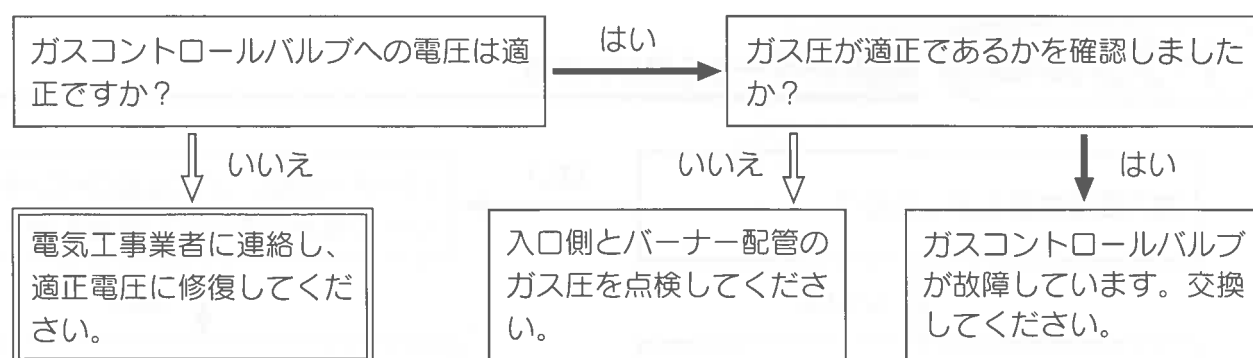 ガスコントロールバルブへの電圧は適
正ですか？
はい
ガス圧が適正であるかを確認しました
か？
いいえ
いいえ
はい
電気工事業者に連絡し、
適正電圧に修復してくだ
さい。
入口側とバーナー配管の
ガス圧を点検してくださ
い。
ガスコントロールバルブ
が故障しています。交換
してください。